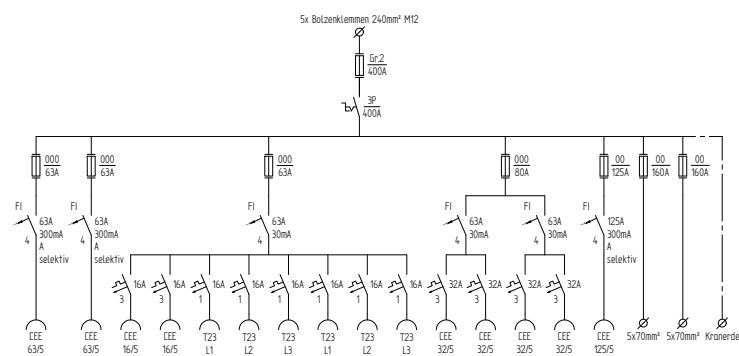 5x Bolzenklemmen 240mm² M12
Gr.2
400A
3P
400A
000
63A
000
63A
000
63A
000
80A
00
125A
00
160A
00
160A
FI
63A
300mA
A
selektiv
4
FI
63A
300mA
A
selektiv
4
FI
63A
30mA
4
FI
63A
30mA
4
FI
63A
30mA
4
FI
125A
300mA
A
selektiv
4
16A
3
16A
3
16A
1
16A
1
16A
1
16A
1
16A
1
16A
1
32A
3
32A
3
32A
3
32A
3
CEE
63/5
CEE
63/5
CEE
16/5
CEE
16/5
T23
L1
T23
L2
T23
L3
T23
L1
T23
L2
T23
L3
CEE
32/5
CEE
32/5
CEE
32/5
CEE
32/5
CEE
125/5
5x70mm²
5x70mm²
Kranerde